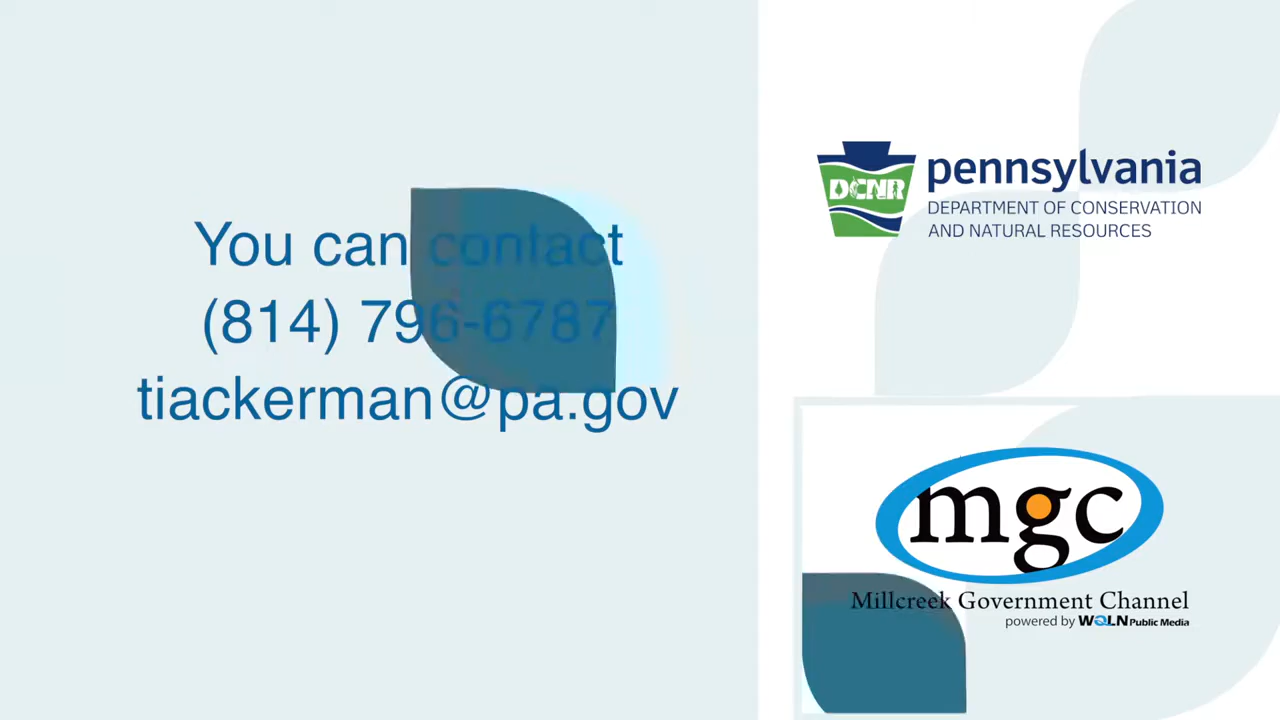 You can contact
(814) 796-6787
tiackerman@pa.gov
DCNR
pennsylvania
DEPARTMENT OF CONSERVATION
AND NATURAL RESOURCES
mgc
Millcreek Government Channel
powered by WQLN Public Media